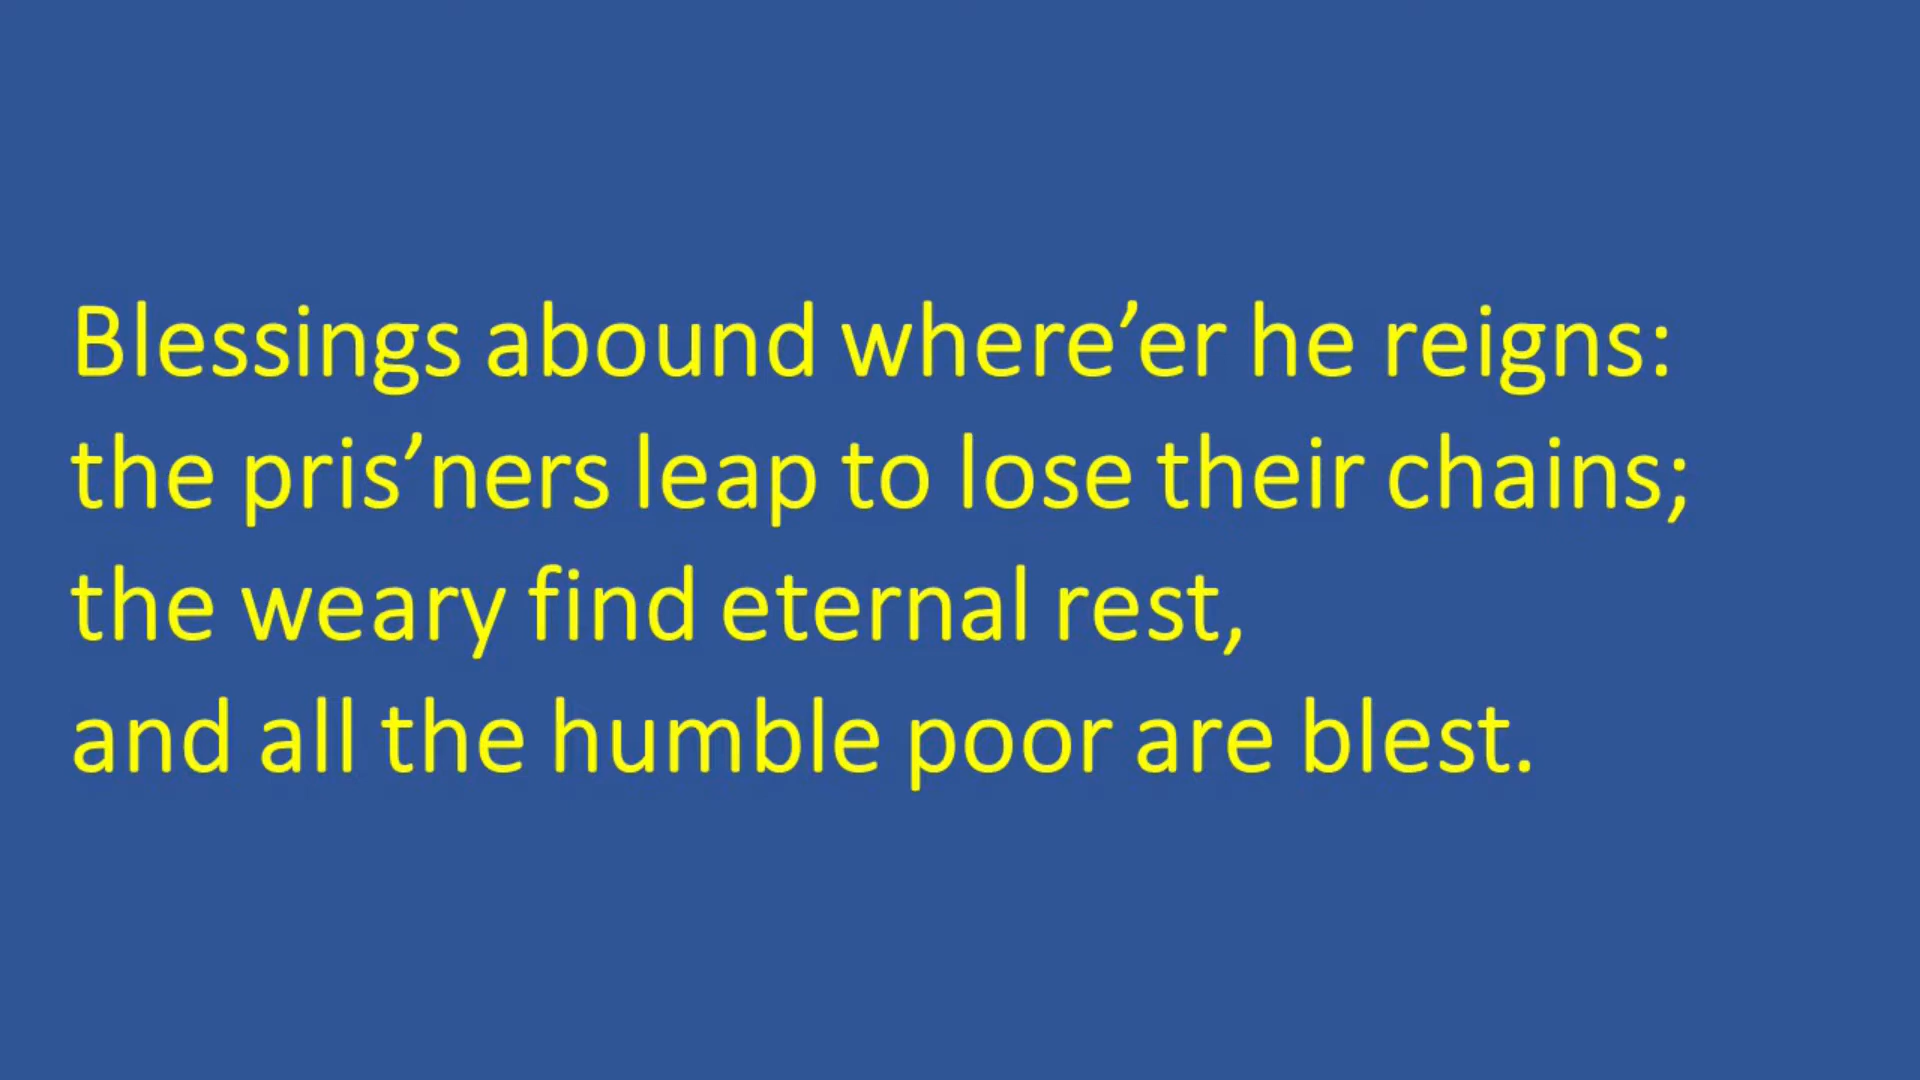 Blessings abound where’er he reigns:
the pris’ners leap to lose their chains;
the weary find eternal rest,
and all the humble poor are blest.